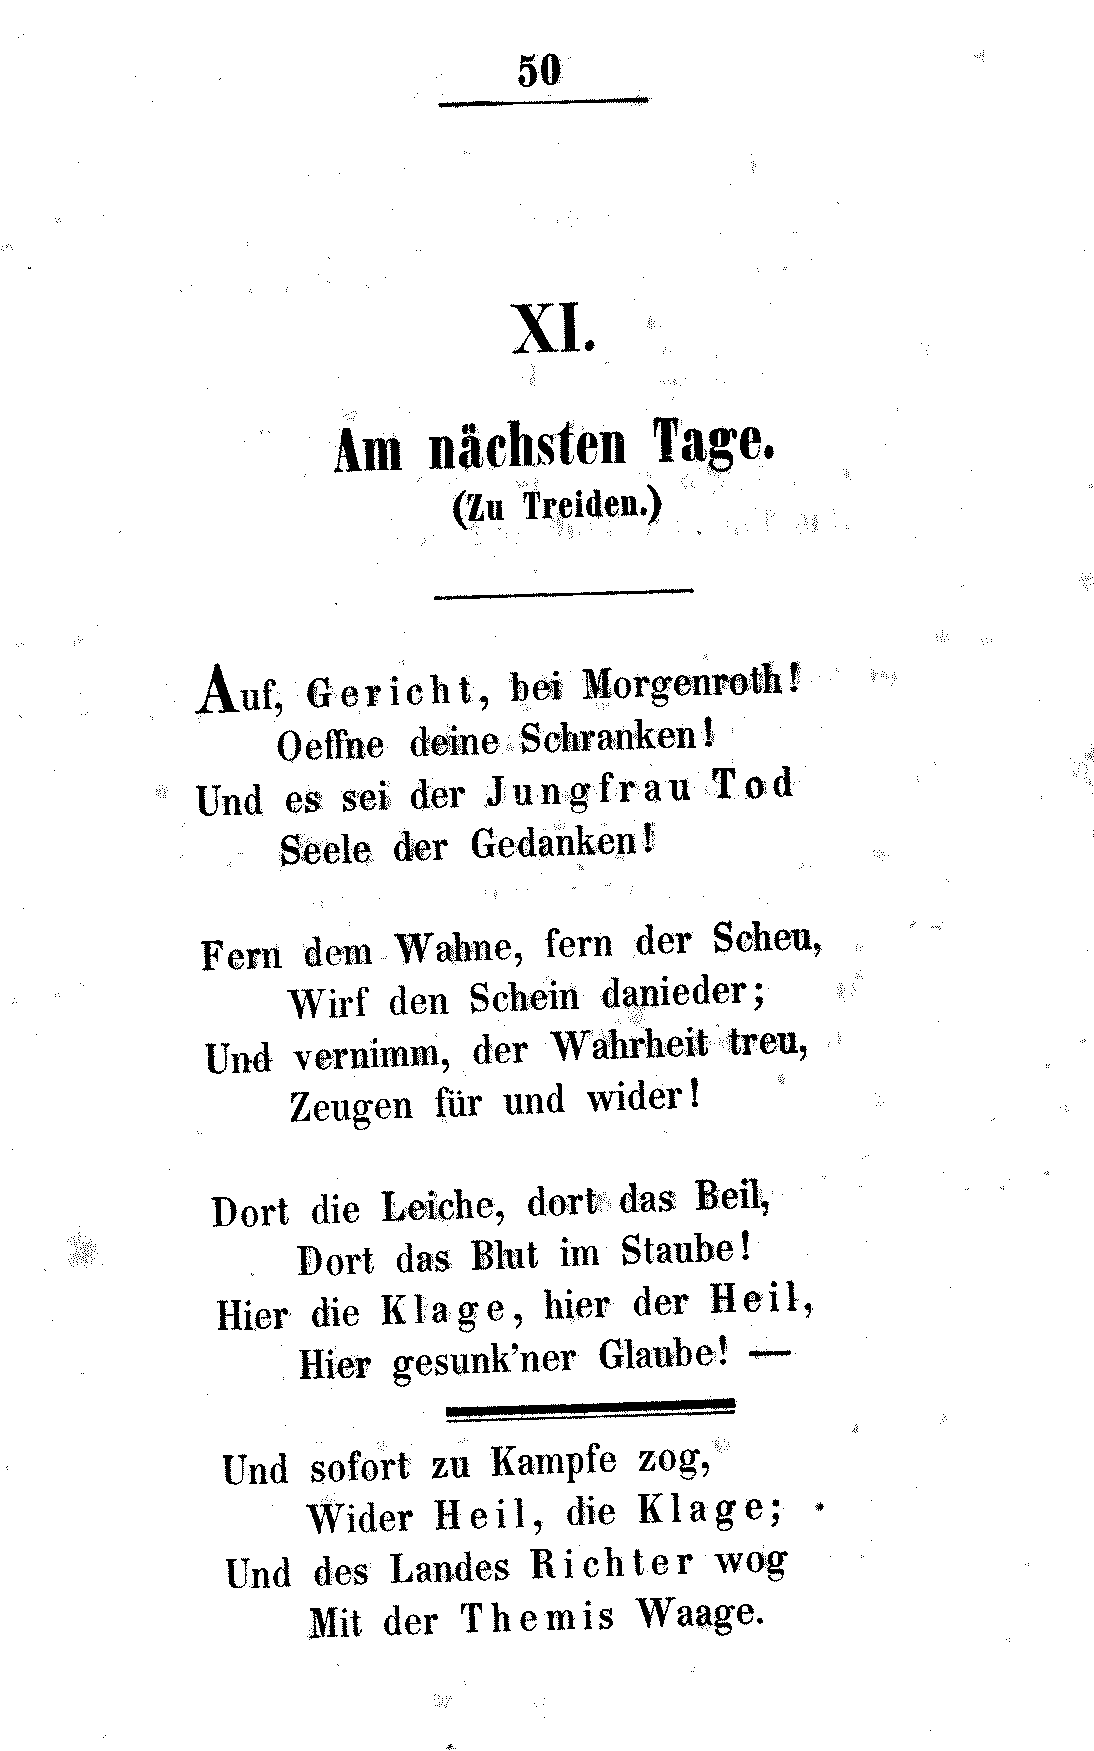 50
XI.
Am nächsten Tage.
(Zu Treiden.)
Auf, Gericht, bei Morgenroth!
Oeffne deine Schranken!
Und es sei der Jungfrau Tod
Seele der Gedanken!
Fern dem Wahne, fern der Scheu,
Wirf den Schein danieder;
Und vernimm, der Wahrheit treu,
Zeugen für und wider!
Dort die Leiche, dort das Beil,
Dort das Blut im Staube!
Hier die Klage, hier der Heil,
Hier gesunk'ner Glaube! —
Und sofort zu Kampfe zog,
Wider Heil, die Klage;
Und des Landes Richter wog
Mit der Themis Waage.